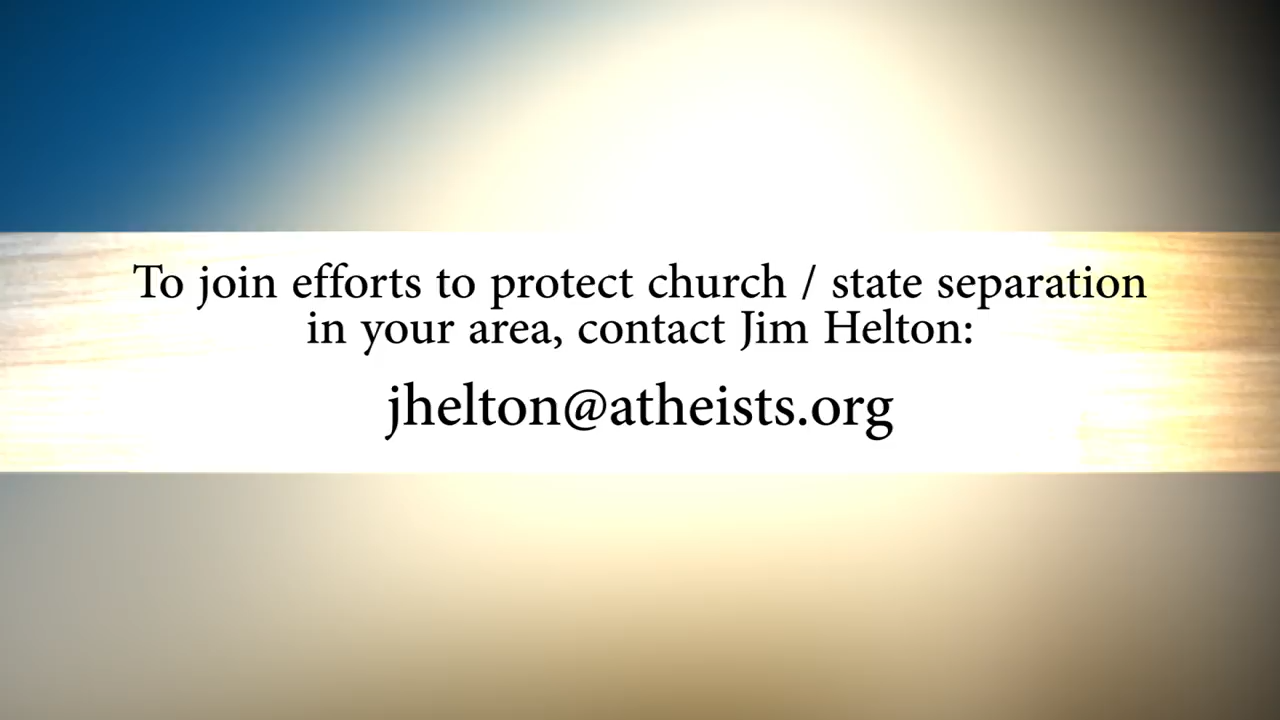 To join efforts to protect church / state separation
in your area, contact Jim Helton:
jhelton@atheists.org